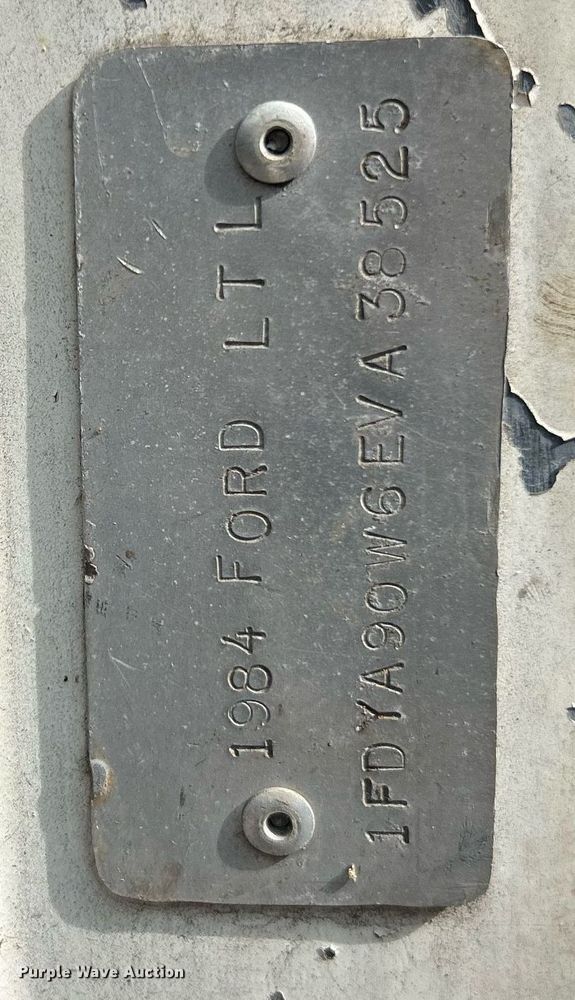 1984 FORD LTL
1FDYA90W6EVA38525
Purple Wave Auction